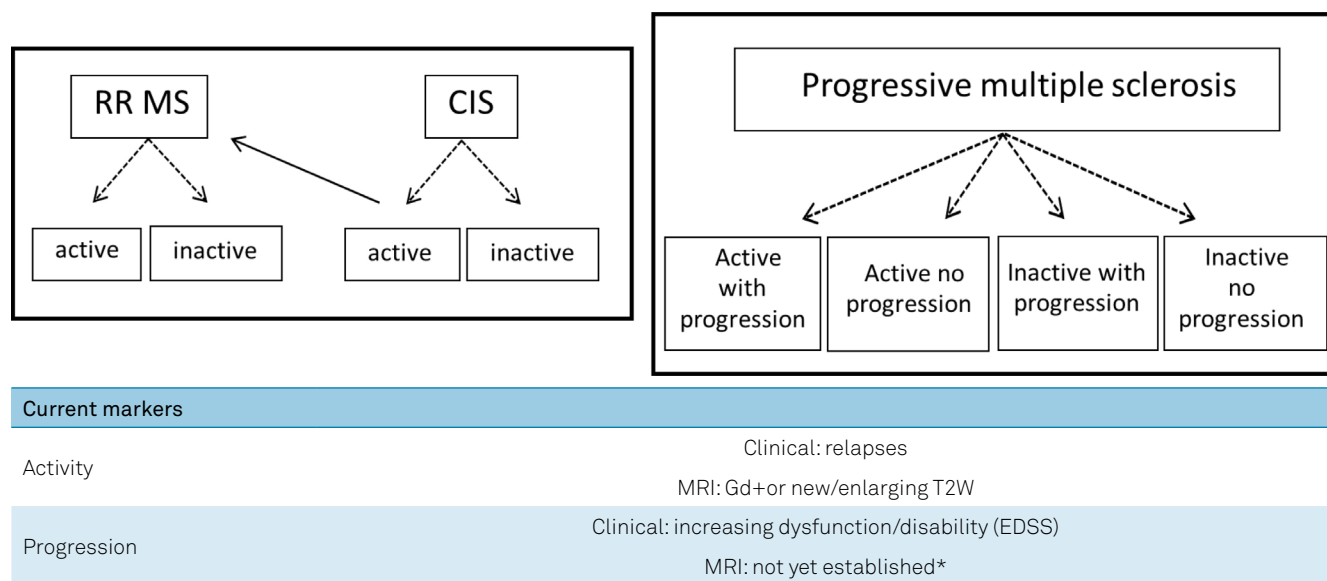 RR MS
CIS
active
inactive
active
inactive
Progressive multiple sclerosis
Active
with
progression
Active no
progression
Inactive with
progression
Inactive
no
progression
Current markers
Activity
Clinical: relapses
MRI: Gd+or new/enlarging T2W
Progression
Clinical: increasing dysfunction/disability (EDSS)
MRI: not yet established*